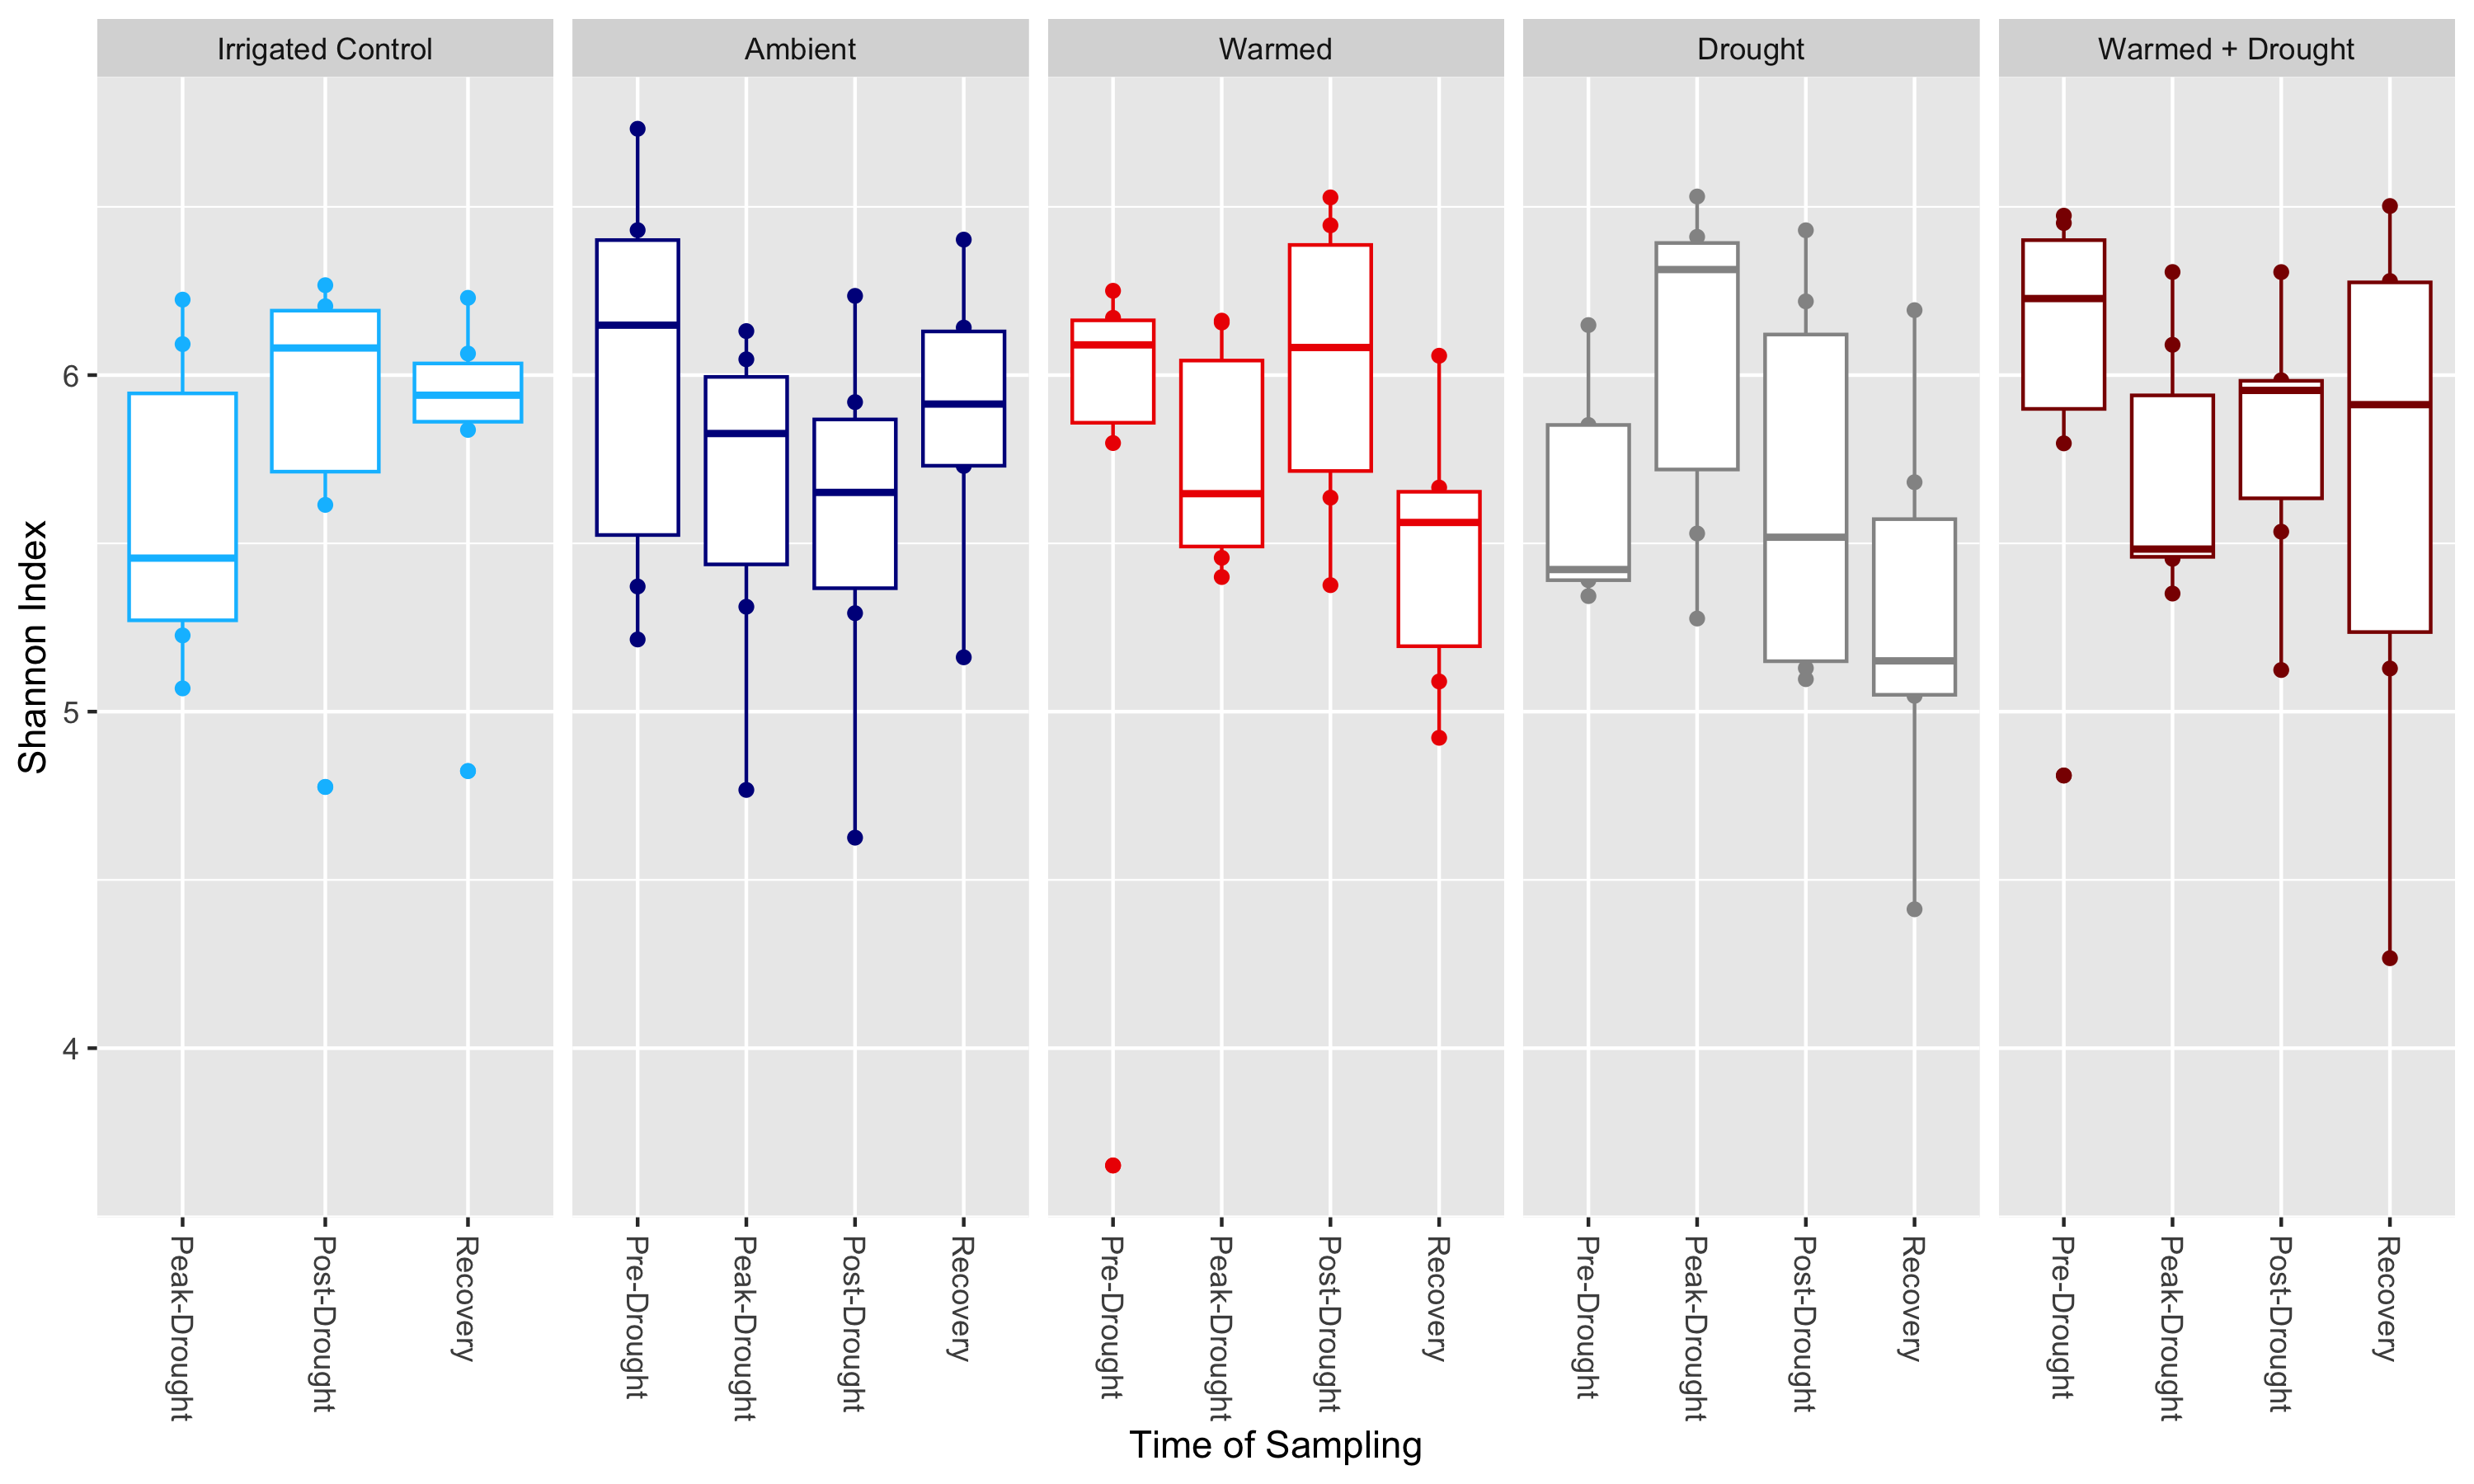 Irrigated Control
Ambient
Warmed
Drought
Warmed + Drought
Shannon Index
6
5
4
Peak-Drought
Post-Drought
Recovery
Pre-Drought
Peak-Drought
Post-Drought
Recovery
Pre-Drought
Peak-Drought
Post-Drought
Recovery
Pre-Drought
Peak-Drought
Post-Drought
Recovery
Pre-Drought
Peak-Drought
Post-Drought
Recovery
Time of Sampling